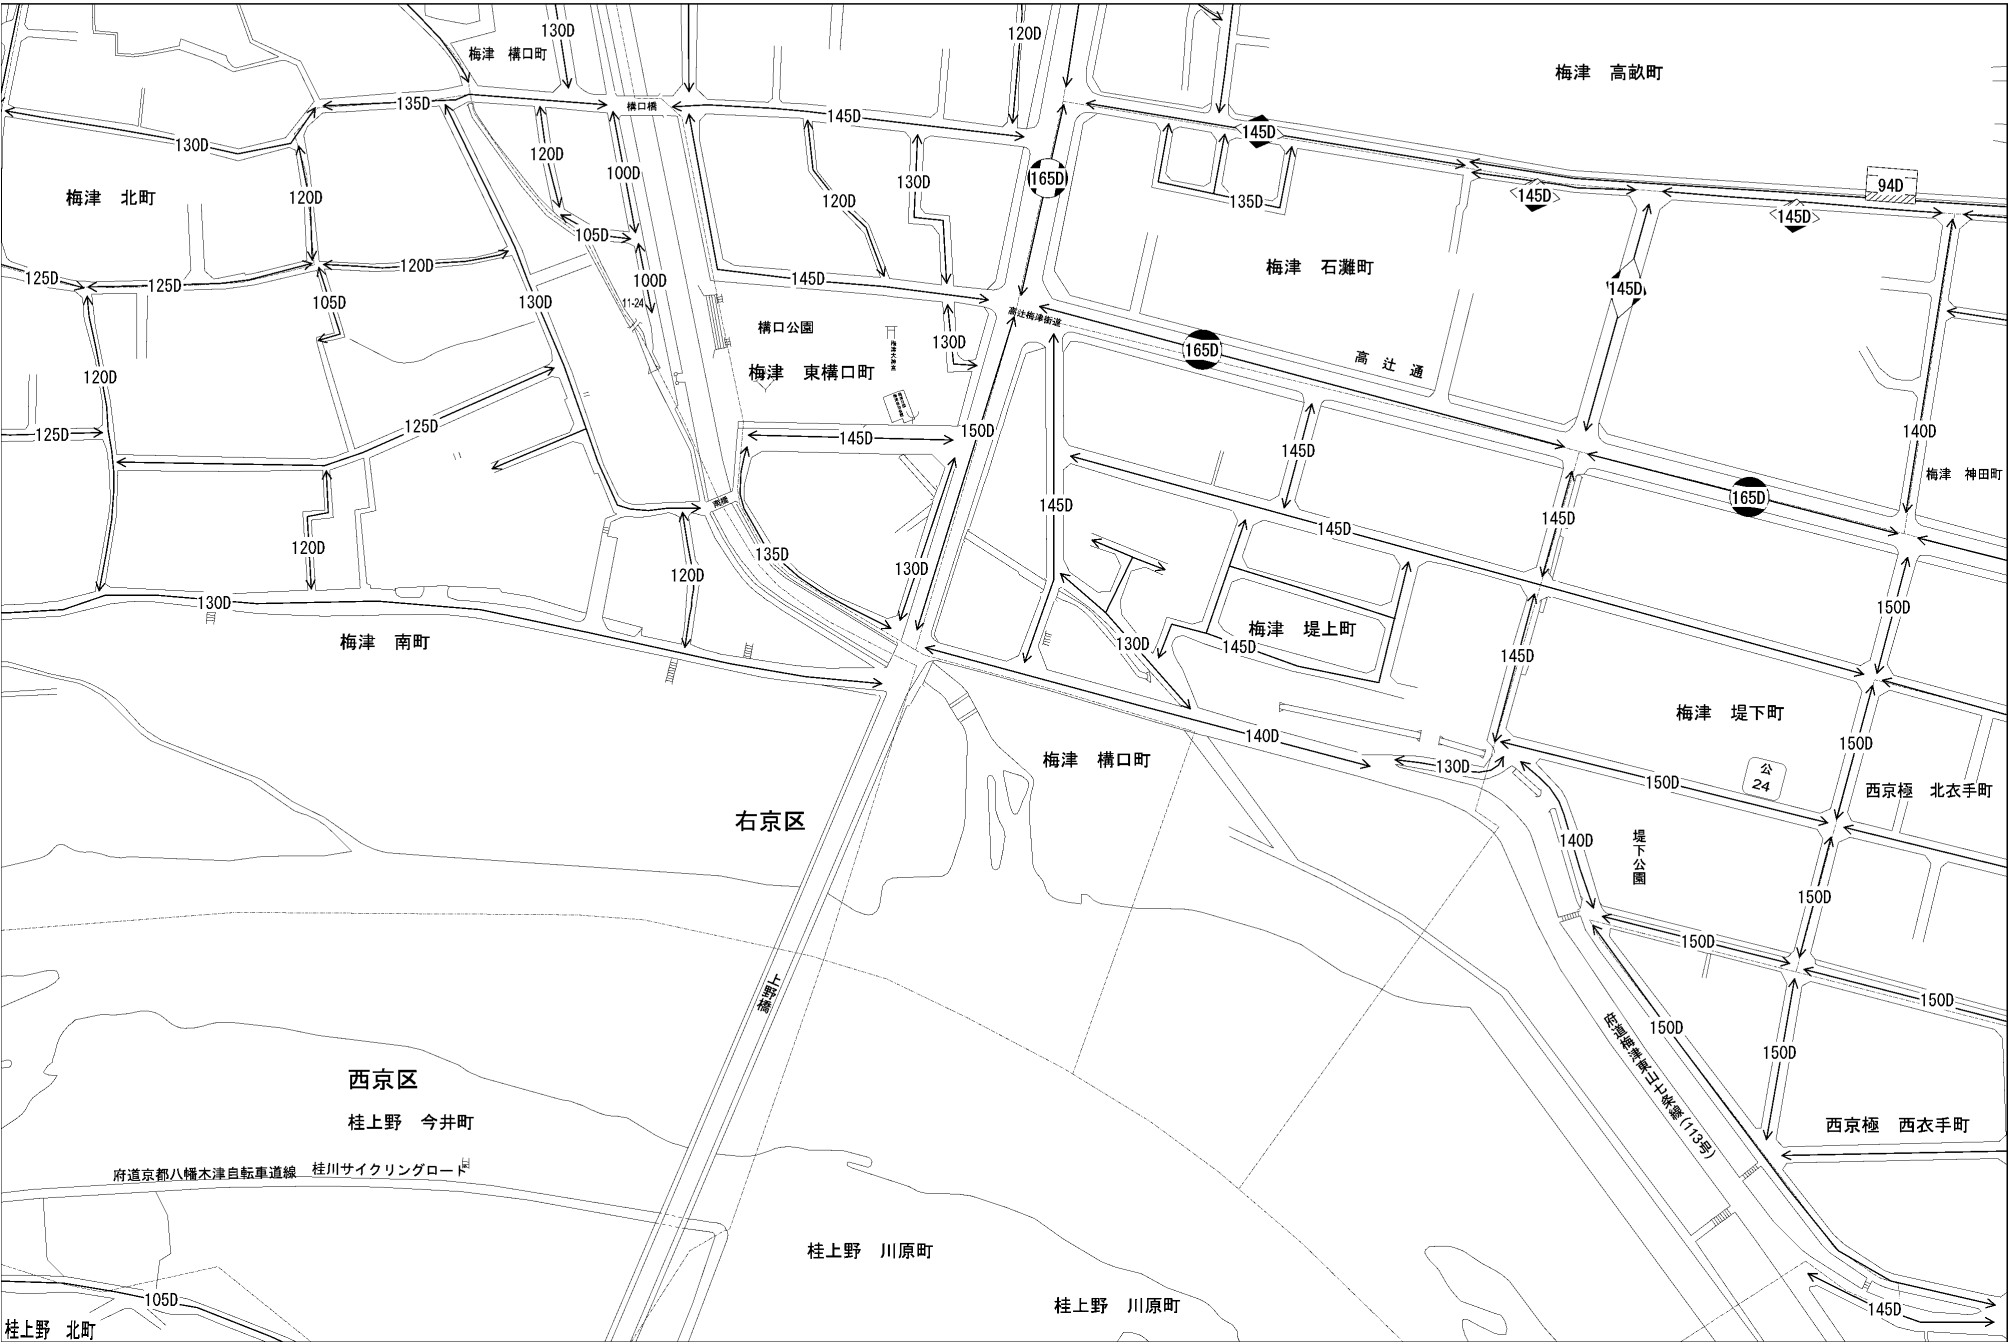 130D
120D
梅津 構口町
梅津 高畝町
135D
構口橋
145D
145D
130D
120D
100D
165D
94D
梅津 北町
120D
130D
120D
135D
145D
145D
105D
120D
梅津 石灘町
125D
125D
105D
130D
100D
145D
145D
11-24
高辻梅津街道
構口公園
130D
165D
高辻通
梅津 東構口町
120D
125D
125D
145D
150D
145D
140D
梅津 神田町
南橋
145D
145D
145D
165D
120D
120D
135D
130D
130D
150D
梅津 南町
130D
145D
梅津 堤上町
145D
梅津 堤下町
140D
150D
梅津 構口町
130D
150D
公
24
西京極 北衣手町
右京区
140D
堤下公園
150D
150D
上野橋
150D
150D
150D
府道梅津東山七条線(113号)
西京区
桂上野 今井町
西京極 西衣手町
府道京都八幡木津自転車道線
桂川サイクリングロード
桂上野 川原町
105D
桂上野 川原町
145D
桂上野 北町